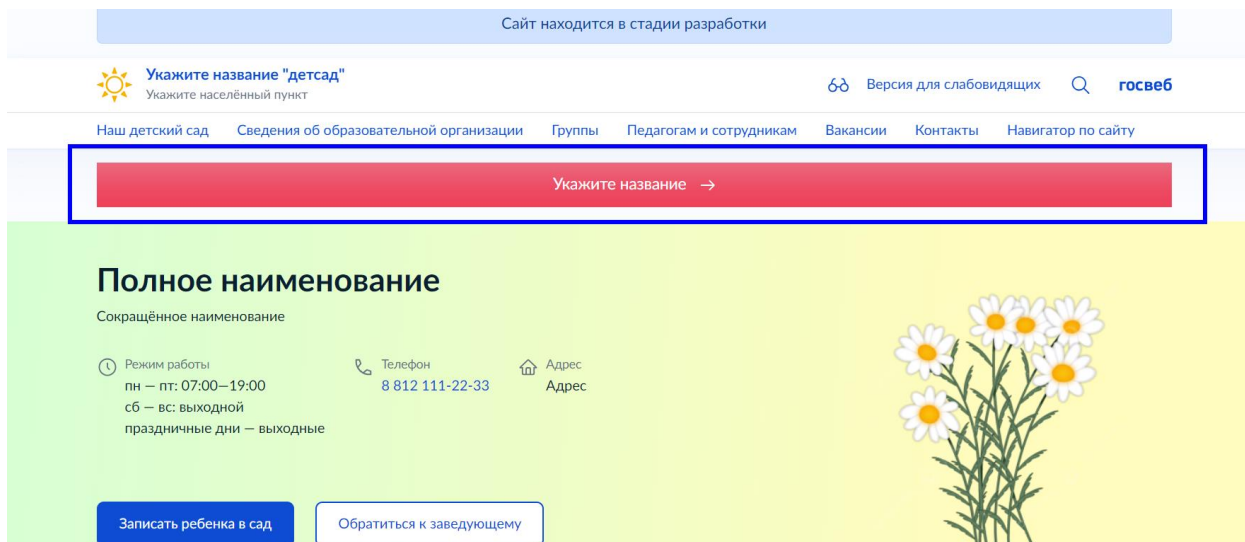 Сайт находится в стадии разработки
Укажите название "детсад"
Укажите населённый пункт
Версия для слабовидящих
госвеб
Наш детский сад Сведения об образовательной организации Группы Педагогам и сотрудникам Вакансии Контакты Навигатор по сайту
Укажите название →
Полное наименование
Сокращённое наименование
Режим работы
пн — пт: 07:00—19:00
сб — вс: выходной
праздничные дни — выходные
Телефон
8 812 111-22-33
Адрес
Адрес
Записать ребенка в сад
Обратиться к заведующему